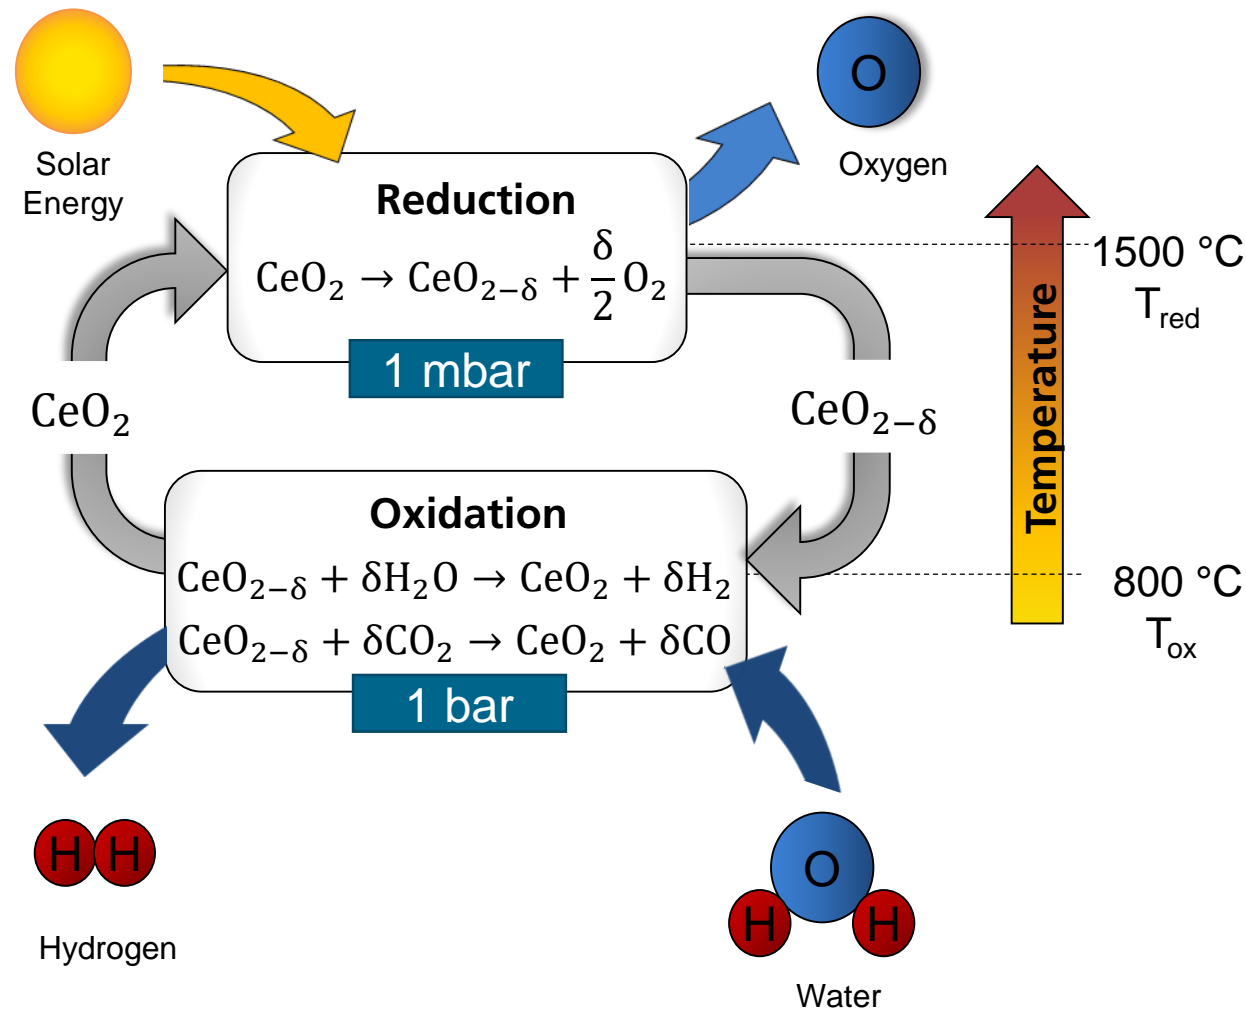 O
Solar
Energy
Oxygen
Reduction
CeO₂ → CeO₂₋δ + δ/2 O₂
1 mbar
1500 °C
T_red
Temperature
CeO₂
CeO₂₋δ
Oxidation
CeO₂₋δ + δH₂O → CeO₂ + δH₂
CeO₂₋δ + δCO₂ → CeO₂ + δCO
1 bar
800 °C
T_ox
H H
Hydrogen
O
H H
Water